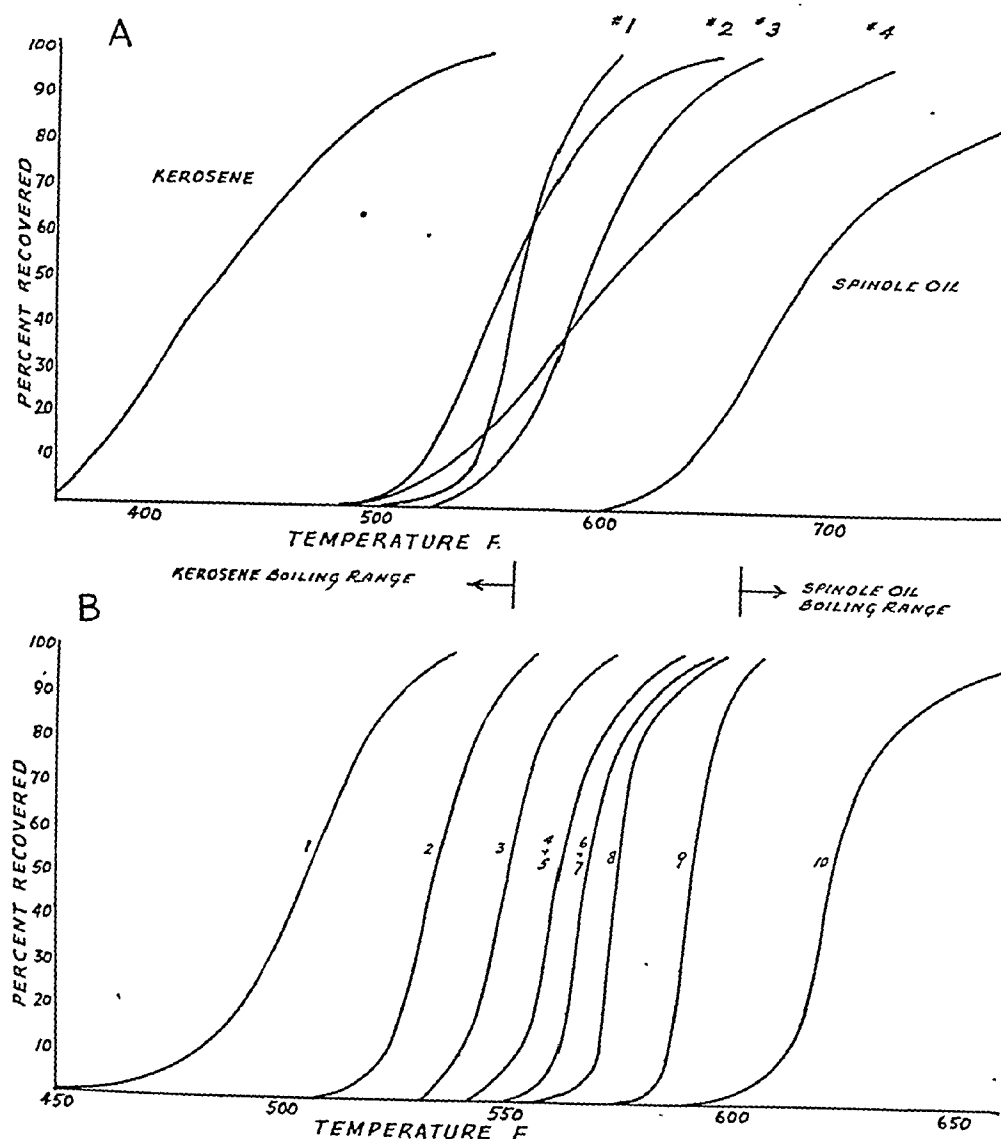 A
#1 #2 #3 #4
100
90
80
70
60
50
40
30
20
10
PERCENT RECOVERED
KEROSENE
SPINDLE OIL
400 500 600 700
TEMPERATURE F.
KEROSENE BOILING RANGE
SPINDLE OIL
BOILING RANGE
B
100
90
80
70
60
50
40
30
20
10
PERCENT RECOVERED
1 2 3 4+5 6+7 8 9 10
450 500 550 600 650
TEMPERATURE F